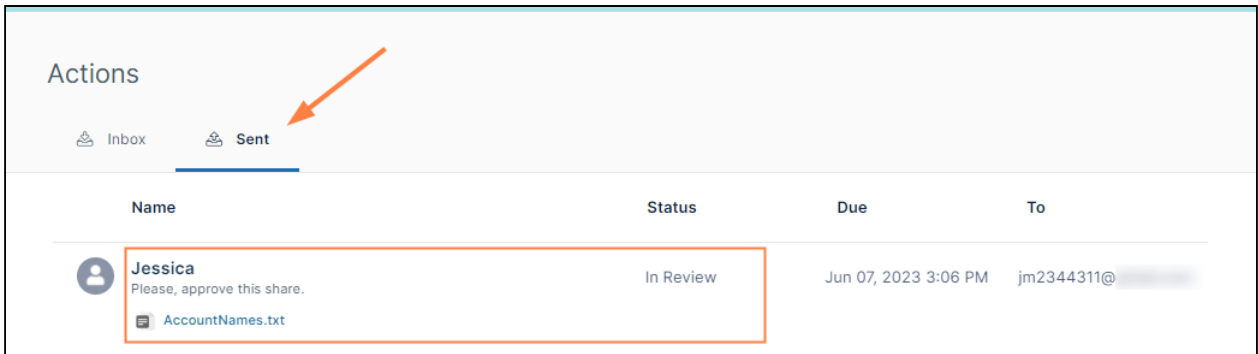 Actions
Inbox Sent
Name Status Due To
Jessica In Review Jun 07, 2023 3:06 PM jm2344311@
Please, approve this share.
AccountNames.txt